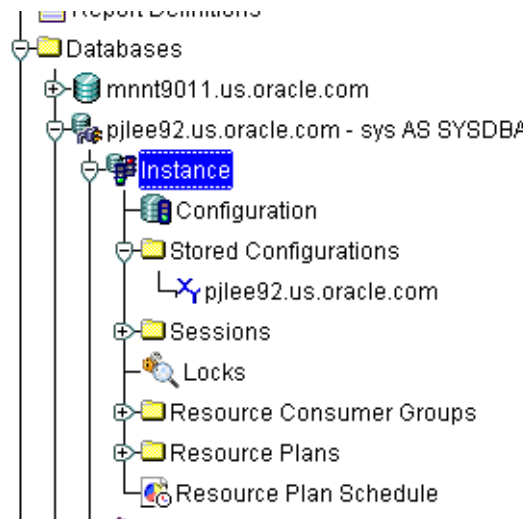 Report Definitions
Databases
mnnt9011.us.oracle.com
pjlee92.us.oracle.com - sys AS SYSDBA
Instance
Configuration
Stored Configurations
pjlee92.us.oracle.com
Sessions
Locks
Resource Consumer Groups
Resource Plans
Resource Plan Schedule